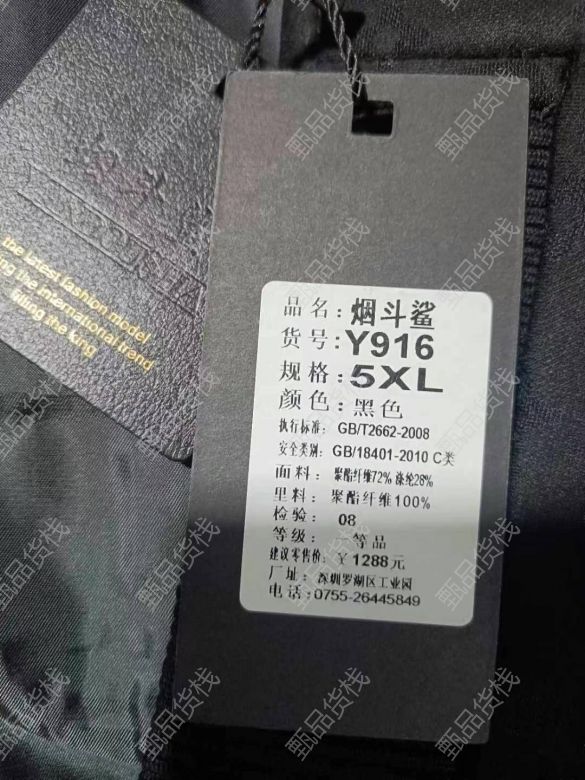 the latest fashion model
the international trend
the king
品名:烟斗鲨
货号:Y916
规格:5XL
颜色:黑色
执行标准: GB/T2662-2008
安全类别: GB/18401-2010 C类
面料: 聚酯纤维72% 涤纶28%
里料: 聚酯纤维100%
检验: 08
等级: 一等品
建议零售价: ¥1288元
厂址: 深圳罗湖区工业园
电话:0755-26445849
甄品货栈